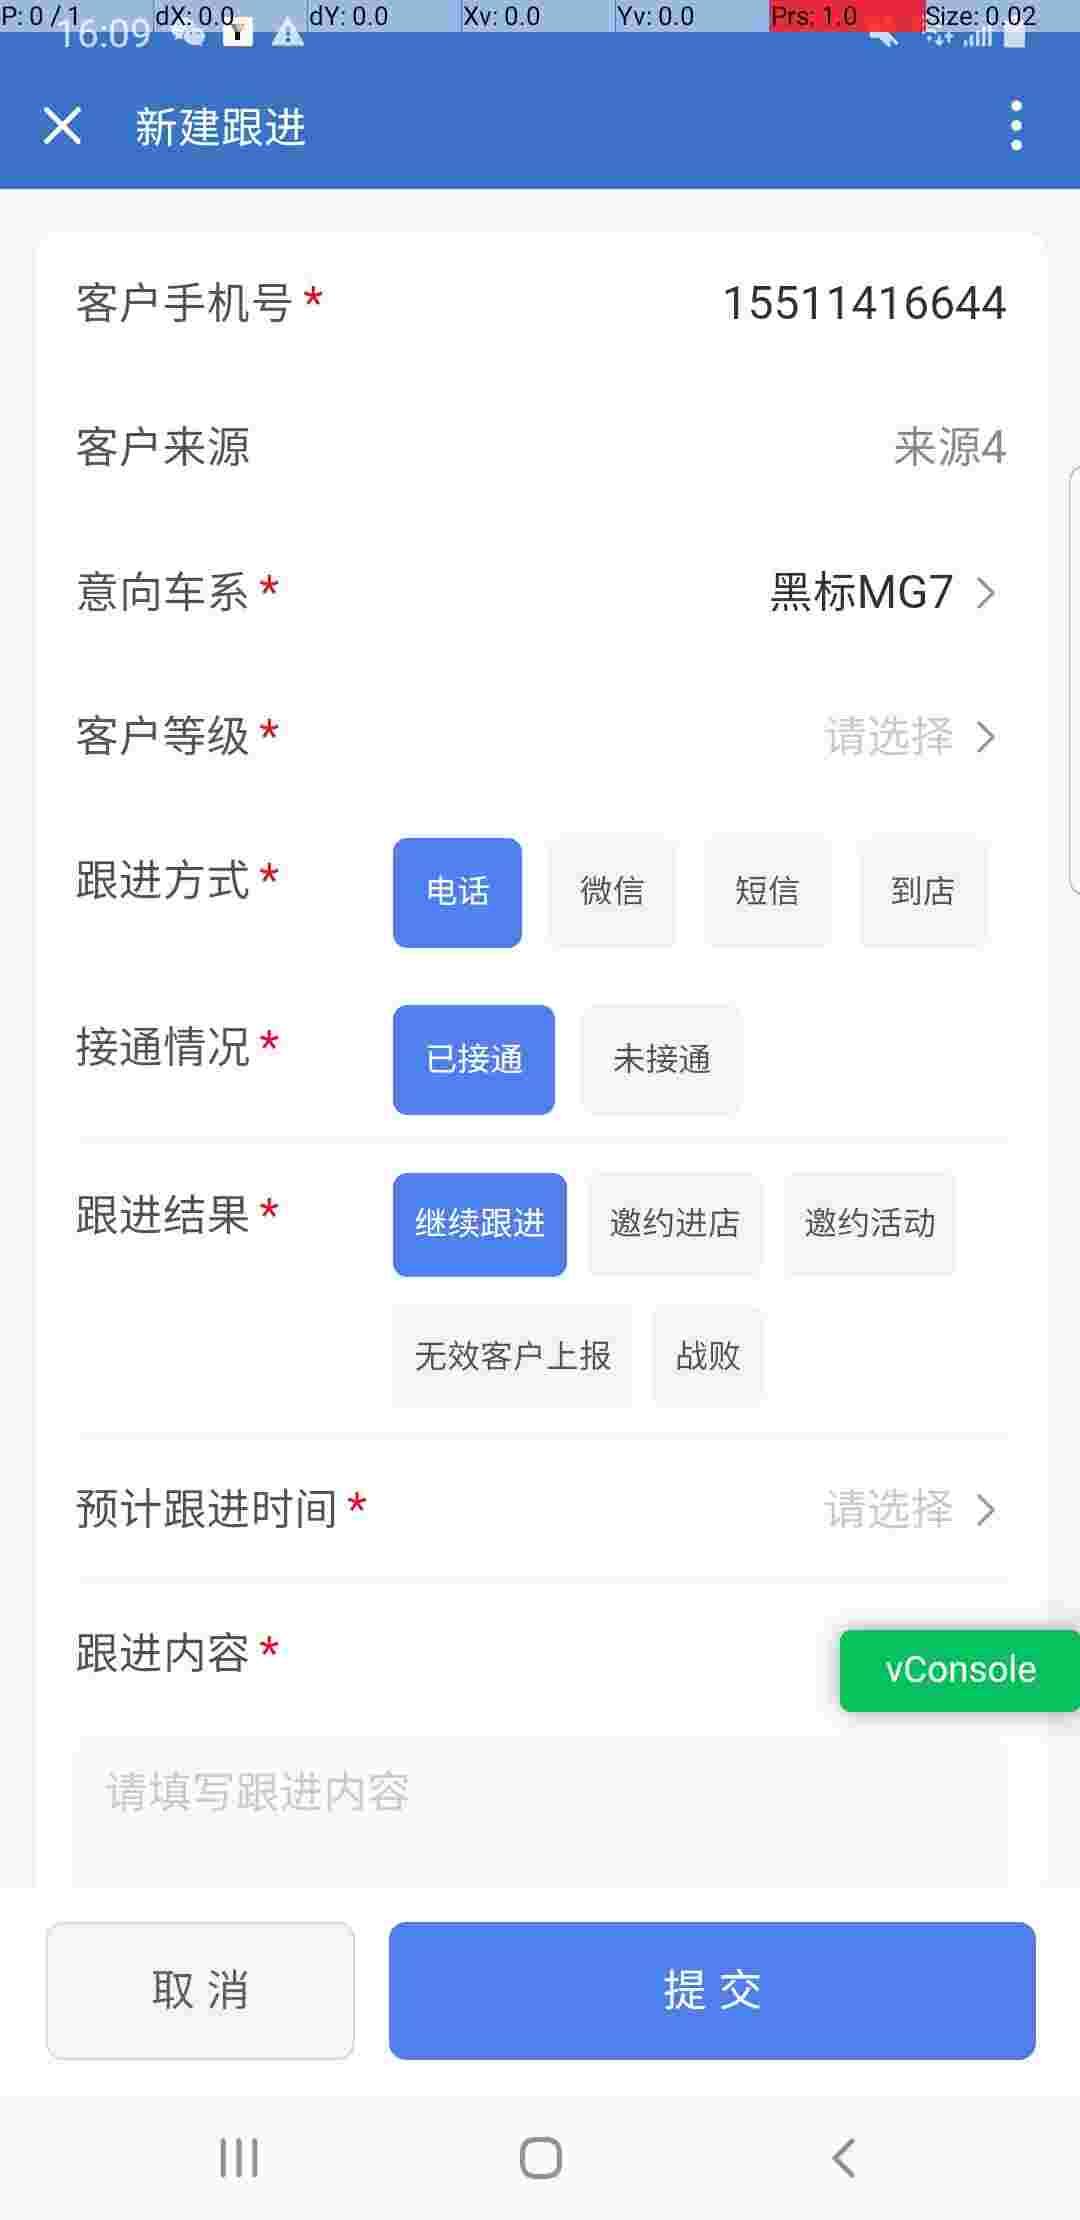 P: 0 / 1 dX: 0.0 dY: 0.0 Xv: 0.0 Yv: 0.0 Prs: 1.0 Size: 0.02
16:09
新建跟进
客户手机号 * 15511416644
客户来源 来源4
意向车系 * 黑标MG7
客户等级 * 请选择
跟进方式 * 电话 微信 短信 到店
接通情况 * 已接通 未接通
跟进结果 * 继续跟进 邀约进店 邀约活动
无效客户上报 战败
预计跟进时间 * 请选择
跟进内容 *
vConsole
请填写跟进内容
取消 提交